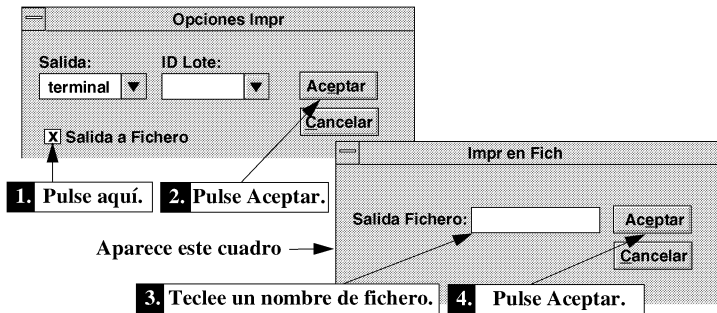 Opciones Impr
Salida: ID Lote:
terminal
Aceptar
Cancelar
X Salida a Fichero
1. Pulse aquí. 2. Pulse Aceptar.
Impr en Fich
Salida Fichero: Aceptar
Cancelar
Aparece este cuadro
3. Teclee un nombre de fichero. 4. Pulse Aceptar.